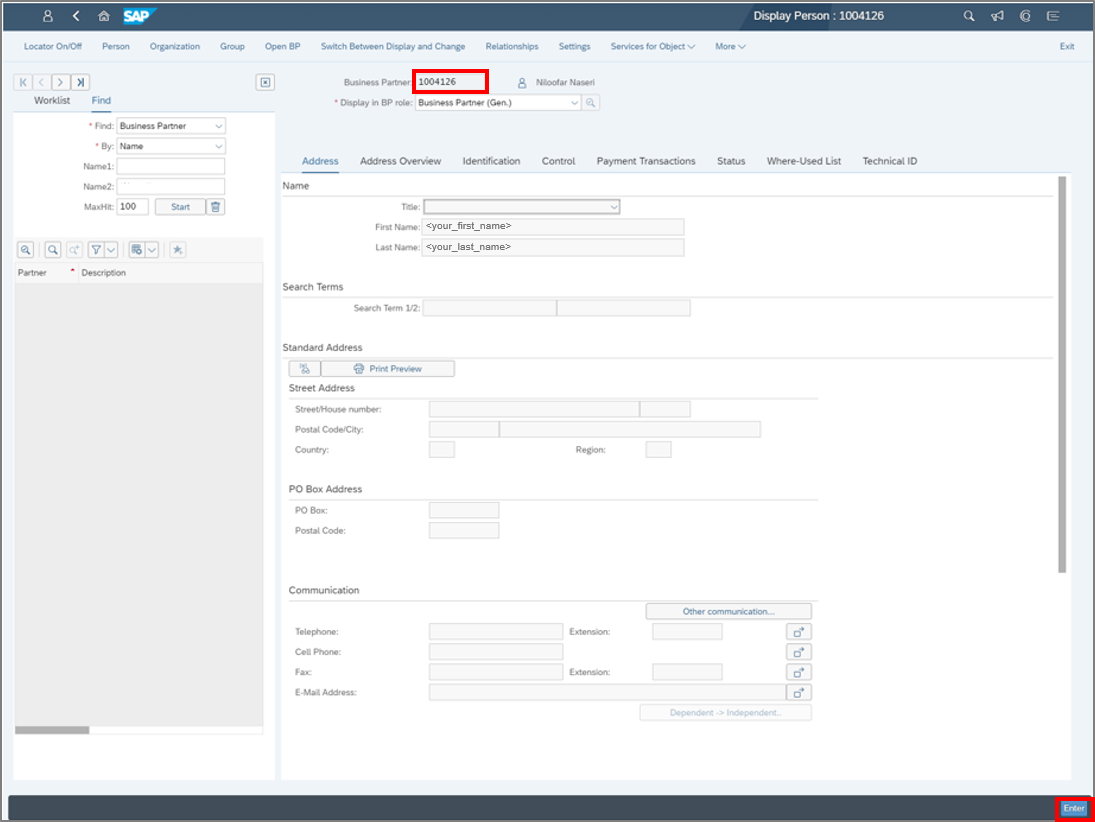 SAP
Display Person : 1004126
Locator On/Off Person Organization Group Open BP Switch Between Display and Change Relationships Settings Services for Object More Exit
Business Partner: 1004126 Niloofar Naseri
* Display in BP role: Business Partner (Gen.)
Worklist Find
* Find: Business Partner
* By: Name
Name1:
Name2:
MaxHit: 100 Start
Partner Description
Address Address Overview Identification Control Payment Transactions Status Where-Used List Technical ID
Name
Title:
First Name: <your_first_name>
Last Name: <your_last_name>
Search Terms
Search Term 1/2:
Standard Address
Print Preview
Street Address
Street/House number:
Postal Code/City:
Country: Region:
PO Box Address
PO Box:
Postal Code:
Communication
Other communication...
Telephone: Extension:
Cell Phone:
Fax: Extension:
E-Mail Address:
Dependent -> Independent..
Enter